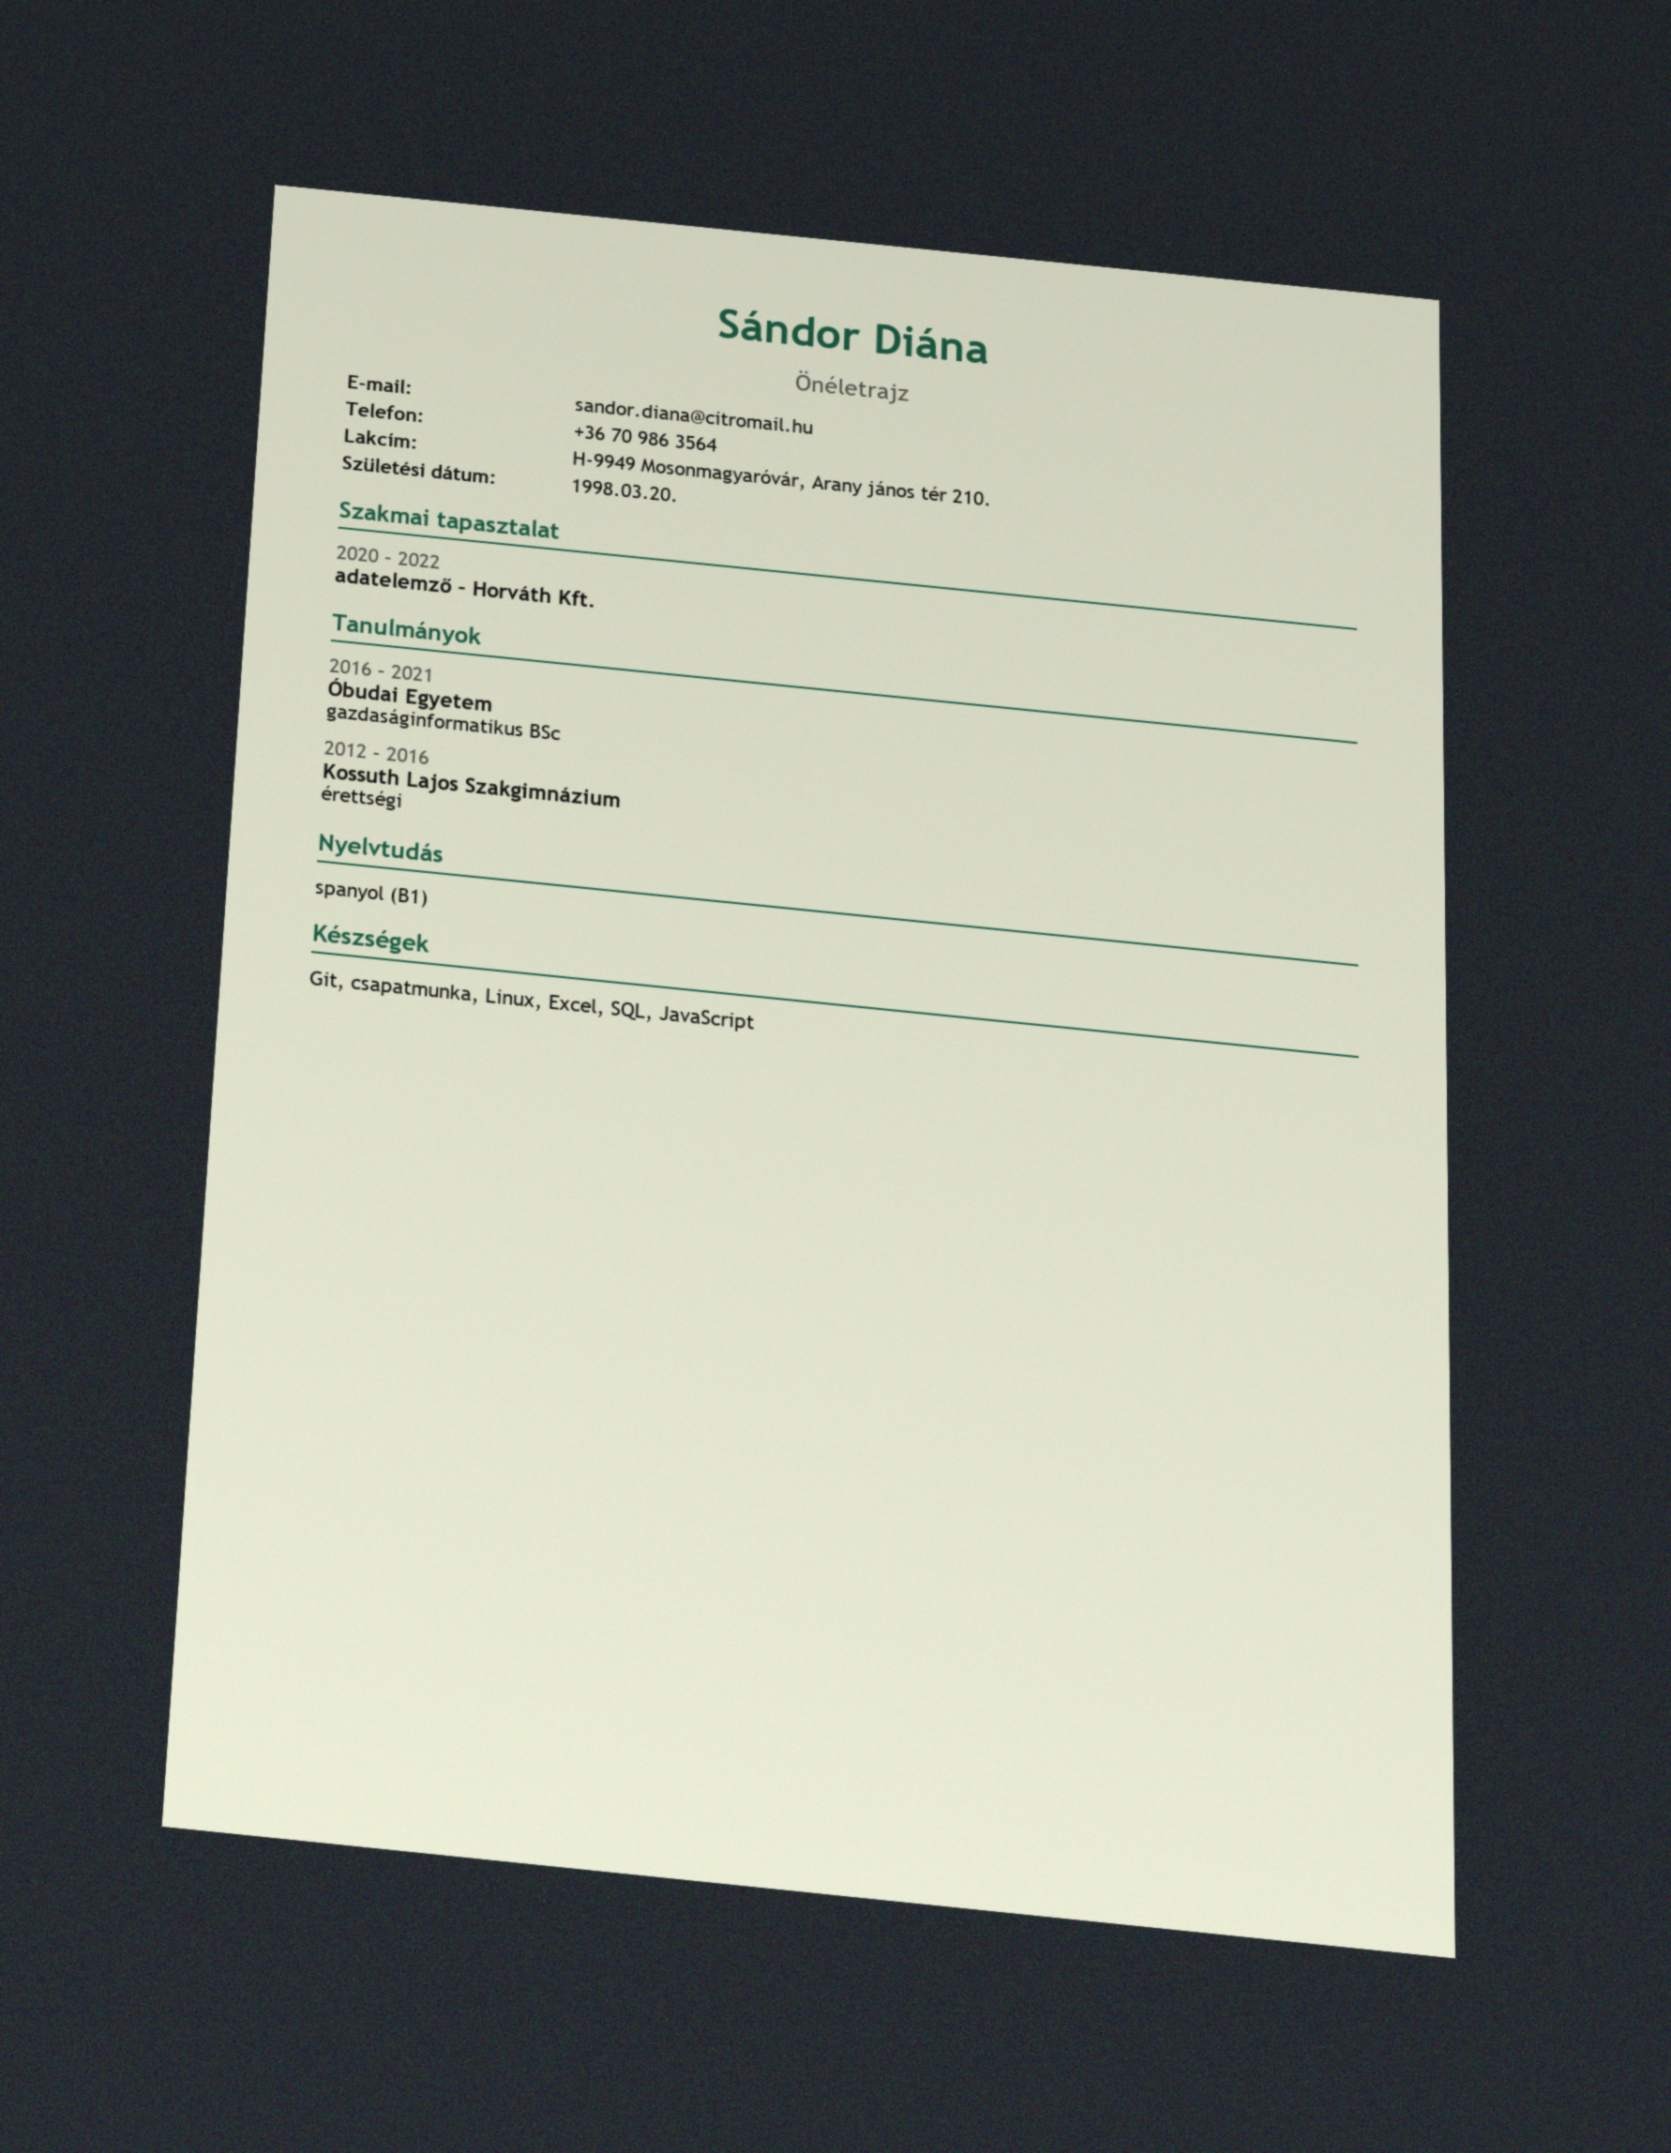 Sándor Diána
Önéletrajz
E-mail: sandor.diana@citromail.hu
Telefon: +36 70 986 3564
Lakcím: H-9949 Mosonmagyaróvár, Arany jános tér 210.
Születési dátum: 1998.03.20.
Szakmai tapasztalat
2020 - 2022
adatelemző - Horváth Kft.
Tanulmányok
2016 - 2021
Óbudai Egyetem
gazdaságinformatikus BSc
2012 - 2016
Kossuth Lajos Szakgimnázium
érettségi
Nyelvtudás
spanyol (B1)
Készségek
Git, csapatmunka, Linux, Excel, SQL, JavaScript